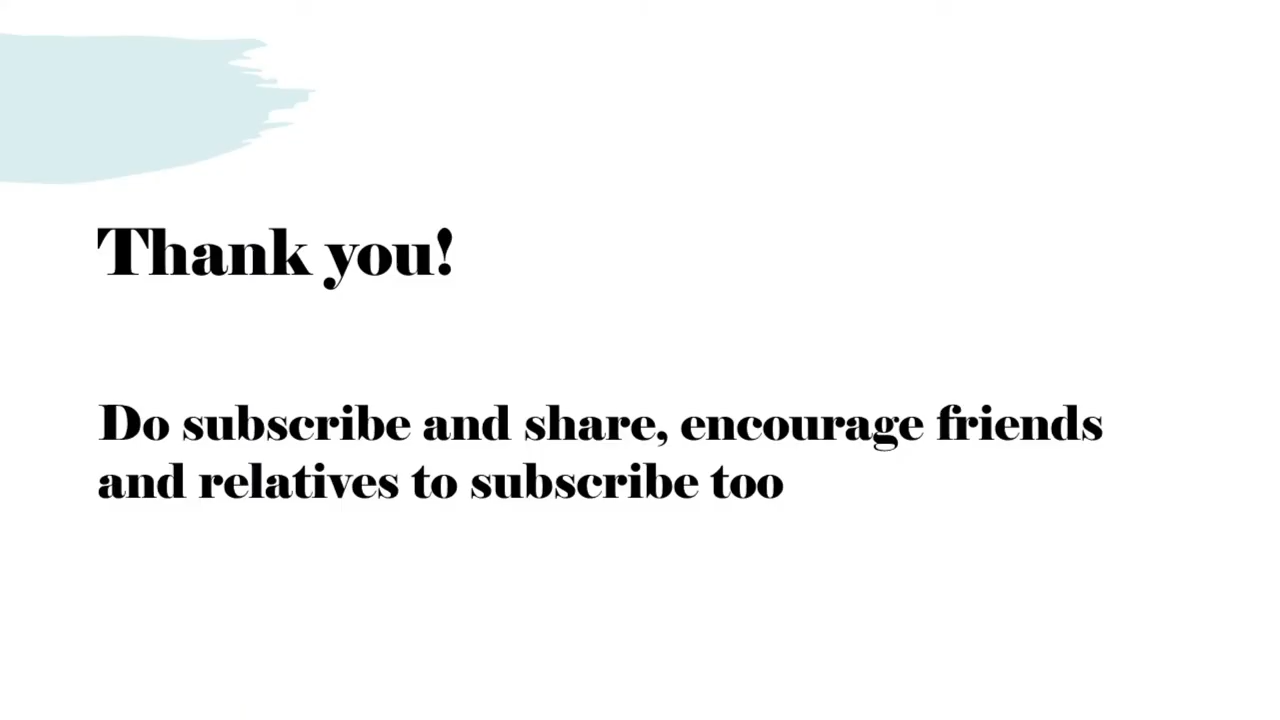 Thank you!
Do subscribe and share, encourage friends
and relatives to subscribe too